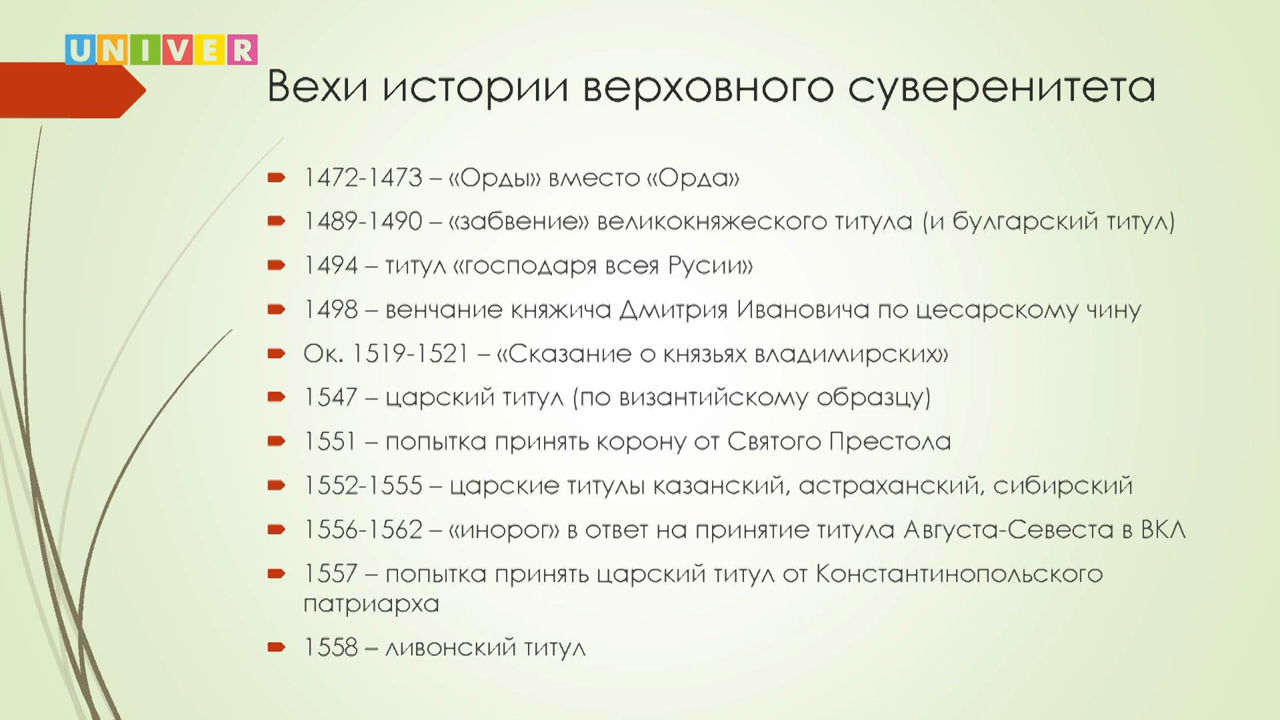 UNIVER
Вехи истории верховного суверенитета
1472-1473 – «Орды» вместо «Орда»
1489-1490 – «забвение» великокняжеского титула (и булгарский титул)
1494 – титул «господаря всея Русии»
1498 – венчание княжича Дмитрия Ивановича по цесарскому чину
Ок. 1519-1521 – «Сказание о князьях владимирских»
1547 – царский титул (по византийскому образцу)
1551 – попытка принять корону от Святого Престола
1552-1555 – царские титулы казанский, астраханский, сибирский
1556-1562 – «инорог» в ответ на принятие титула Августа-Севеста в ВКЛ
1557 – попытка принять царский титул от Константинопольского
патриарха
1558 – ливонский титул